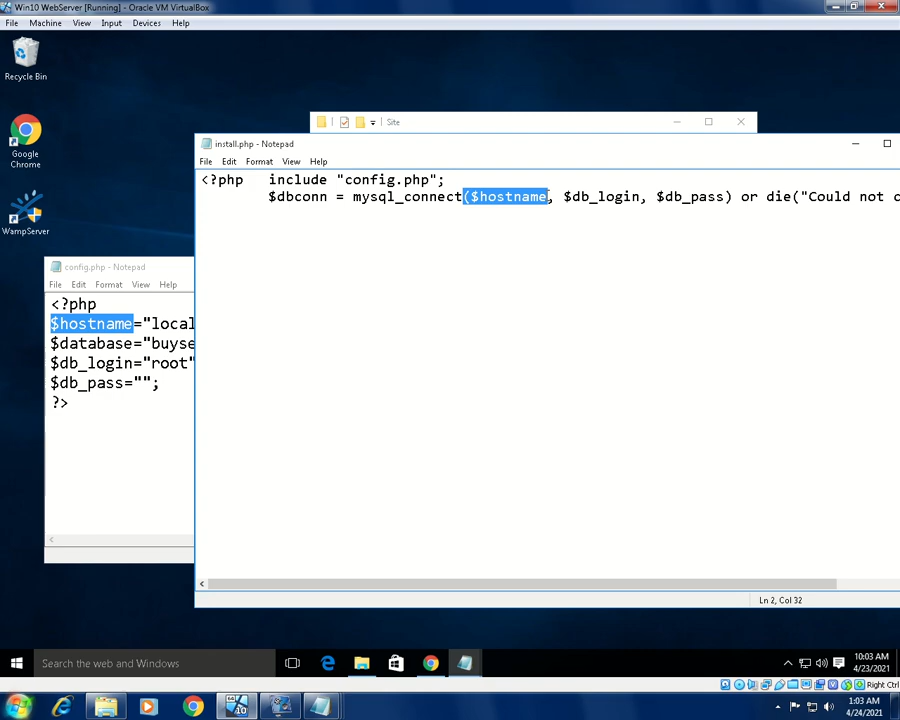 Win10 WebServer [Running] - Oracle VM VirtualBox
File Machine View Input Devices Help
Recycle Bin
Google
Chrome
WampServer
Site
install.php - Notepad
File Edit Format View Help
<?php include "config.php";
$dbconn = mysql_connect($hostname, $db_login, $db_pass) or die("Could not c
Ln 2, Col 32
config.php - Notepad
File Edit Format View Help
<?php
$hostname="local
$database="buyse
$db_login="root"
$db_pass="";
?>
Search the web and Windows
10:03 AM
4/23/2021
Right Ctrl
10
1:03 AM
4/24/2021